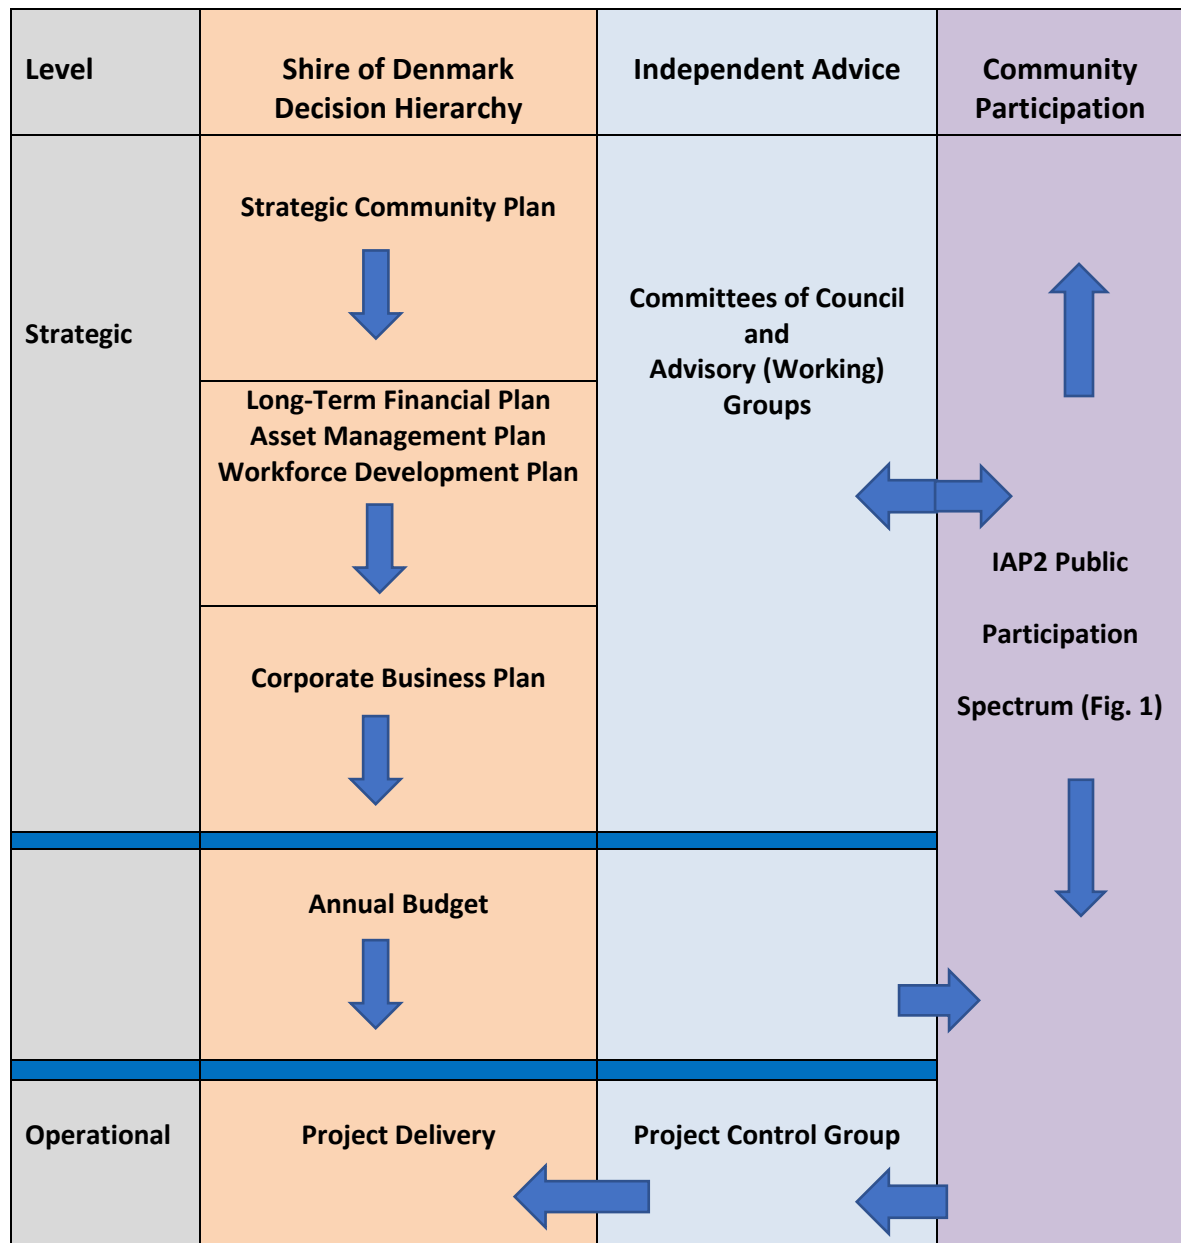 Level
Shire of Denmark
Decision Hierarchy
Independent Advice
Community
Participation
Strategic
Strategic Community Plan
Long-Term Financial Plan
Asset Management Plan
Workforce Development Plan
Corporate Business Plan
Committees of Council
and
Advisory (Working)
Groups
IAP2 Public
Participation
Spectrum (Fig. 1)
Annual Budget
Operational
Project Delivery
Project Control Group